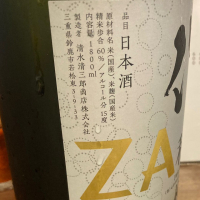 品目 日本酒
原材料名 米(国産)、米麹(国産米)
精米歩合 60%/アルコール分 15度
内容量 1800ml
製造者 清水清三郎商店株式会社
三重県鈴鹿市若松東3-9-33
ZA